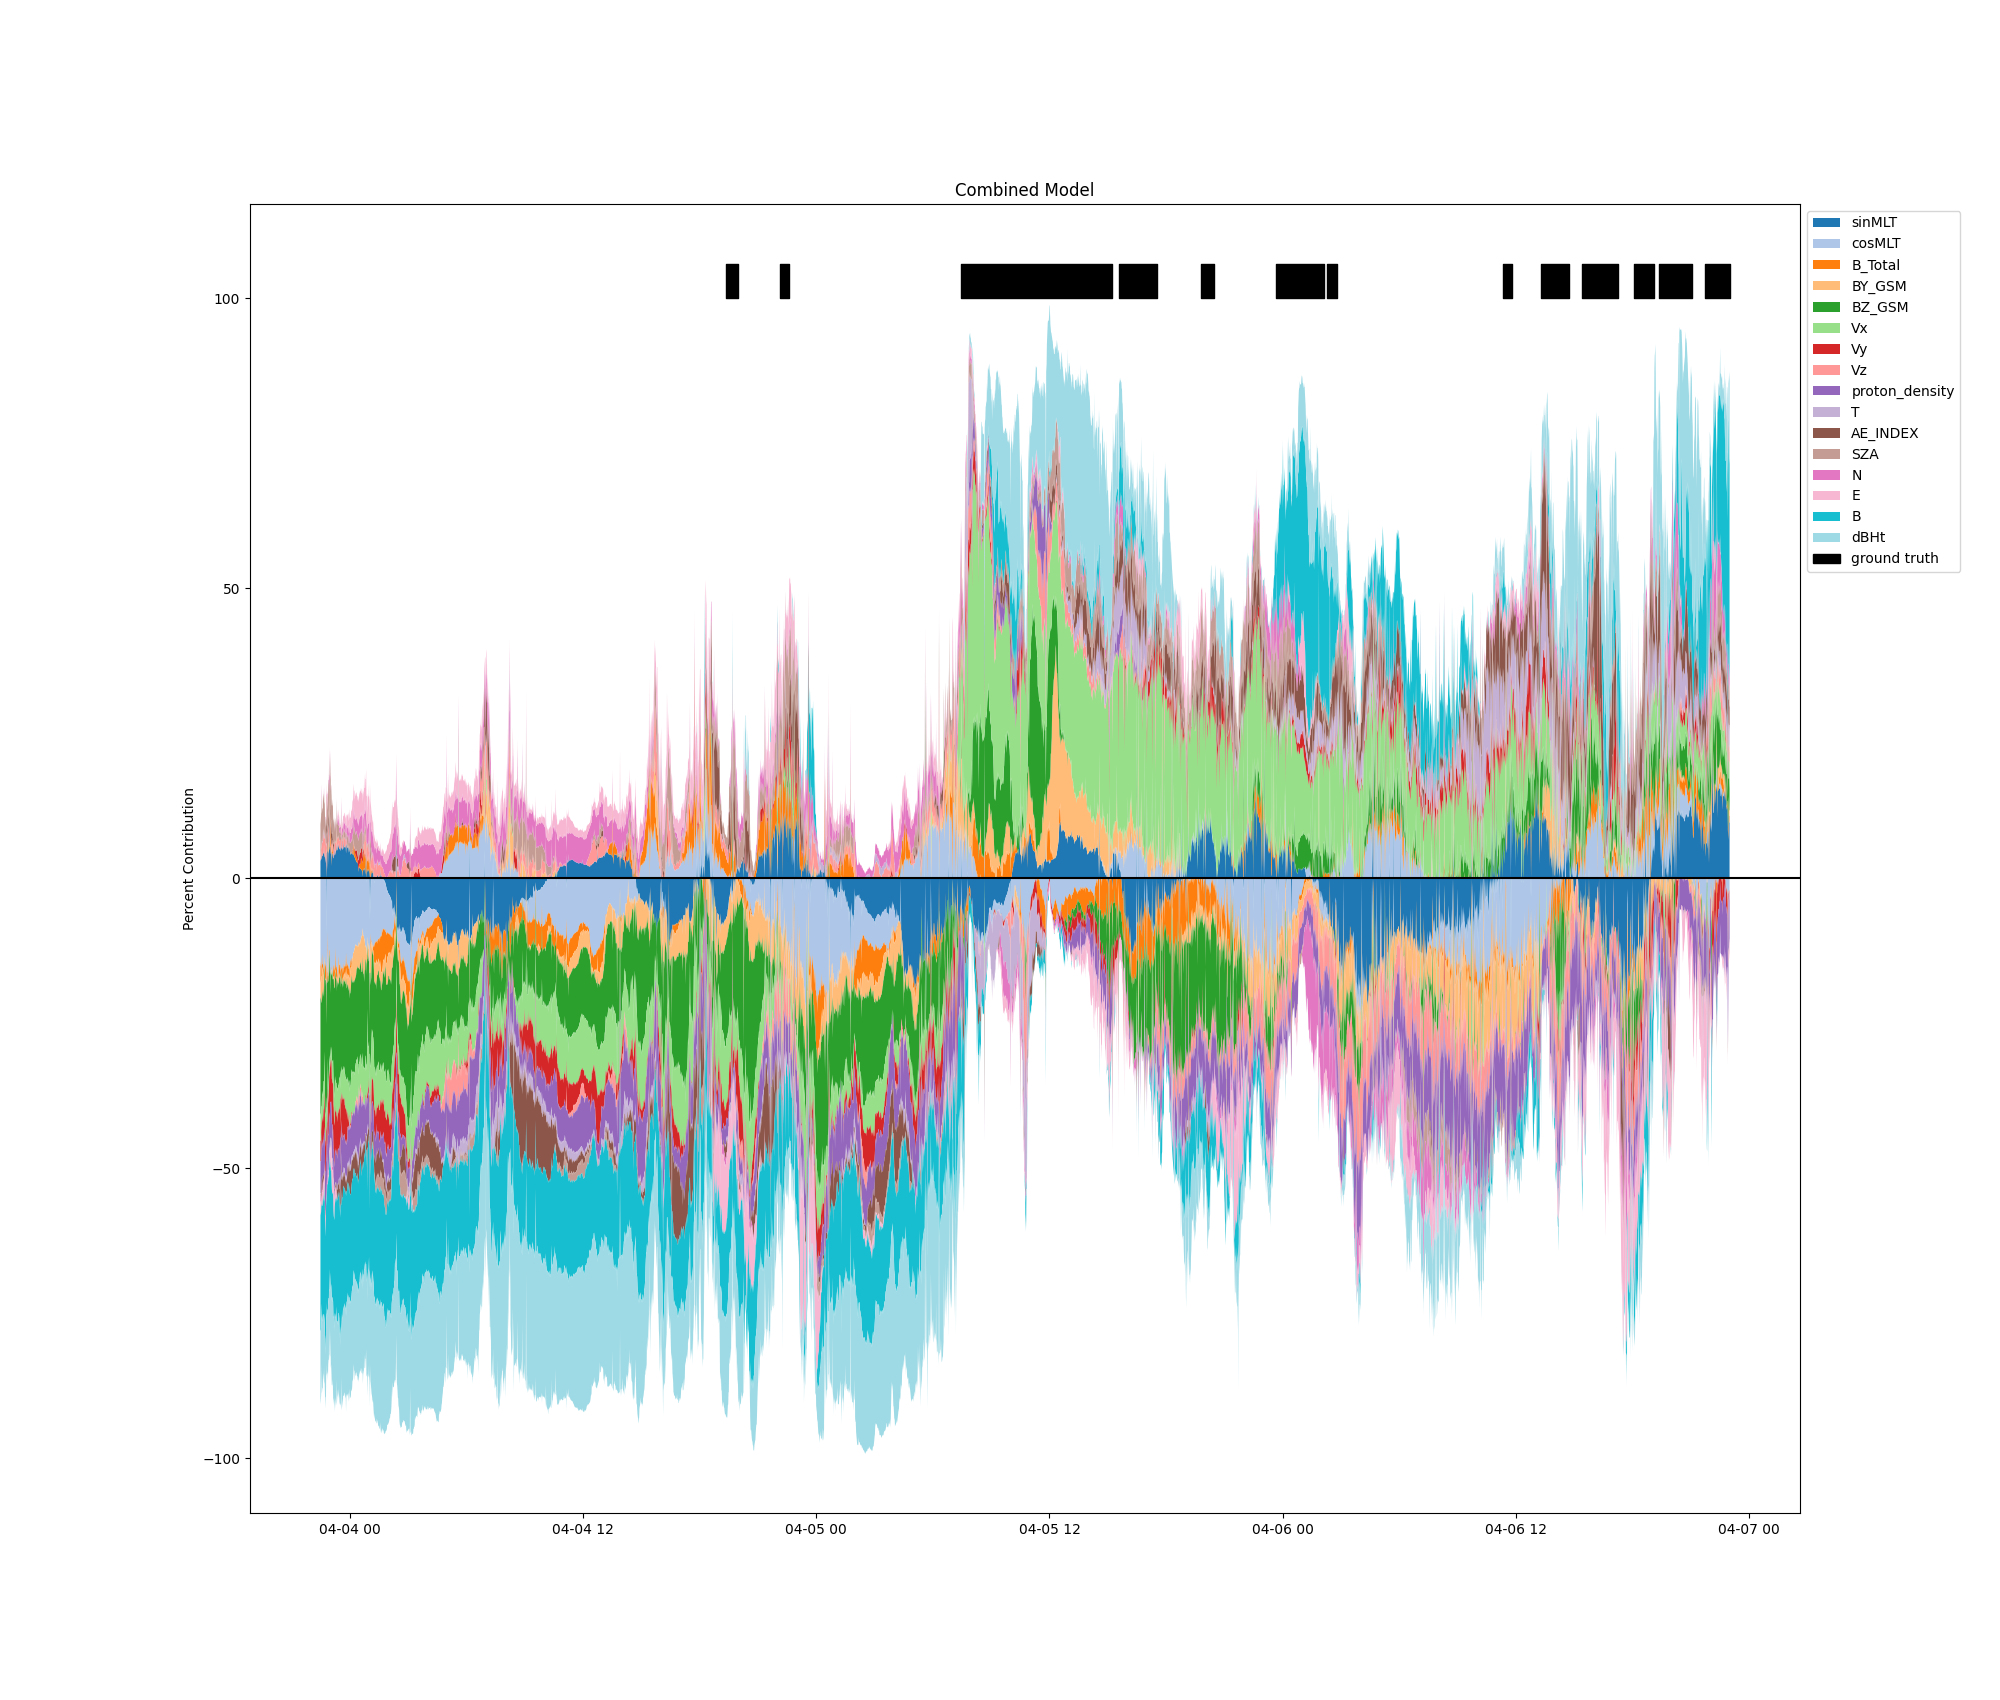 Combined Model
sinMLT
cosMLT
B_Total
BY_GSM
BZ_GSM
Vx
Vy
Vz
proton_density
T
AE_INDEX
SZA
N
E
B
dBHt
ground truth
100
50
0
−50
−100
Percent Contribution
04-04 00
04-04 12
04-05 00
04-05 12
04-06 00
04-06 12
04-07 00